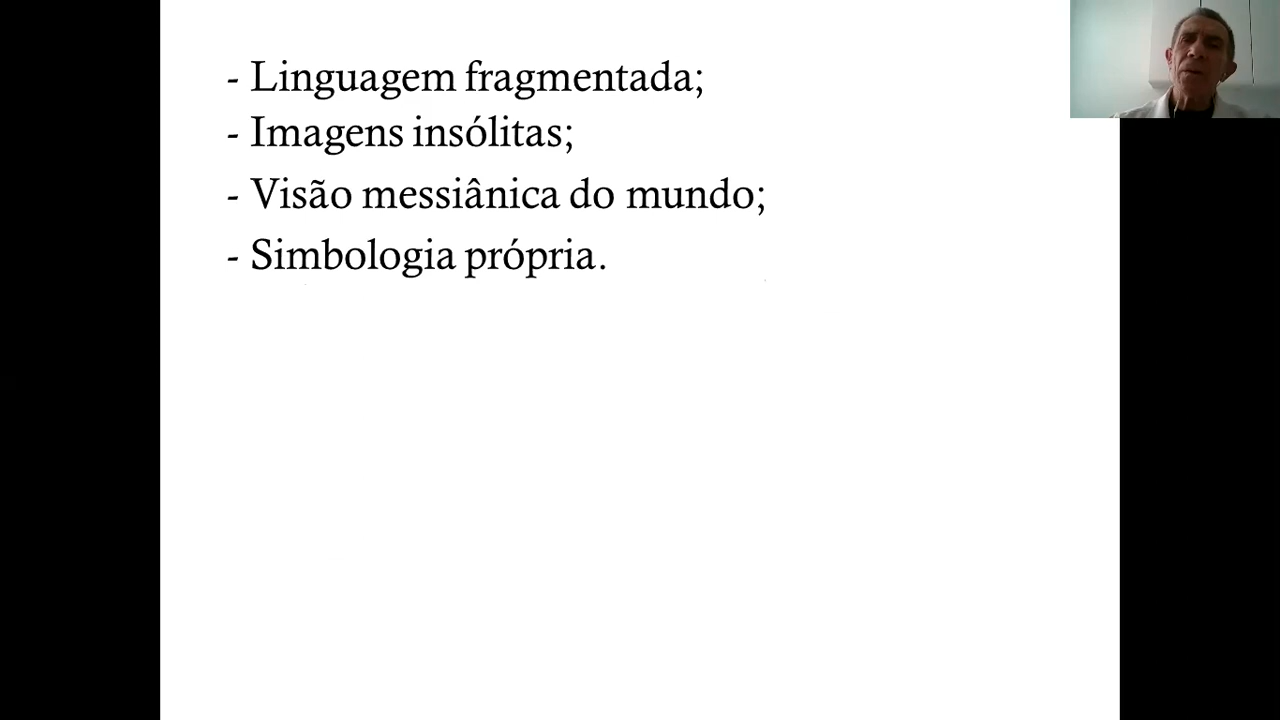 - Linguagem fragmentada;
- Imagens insólitas;
- Visão messiânica do mundo;
- Simbologia própria.